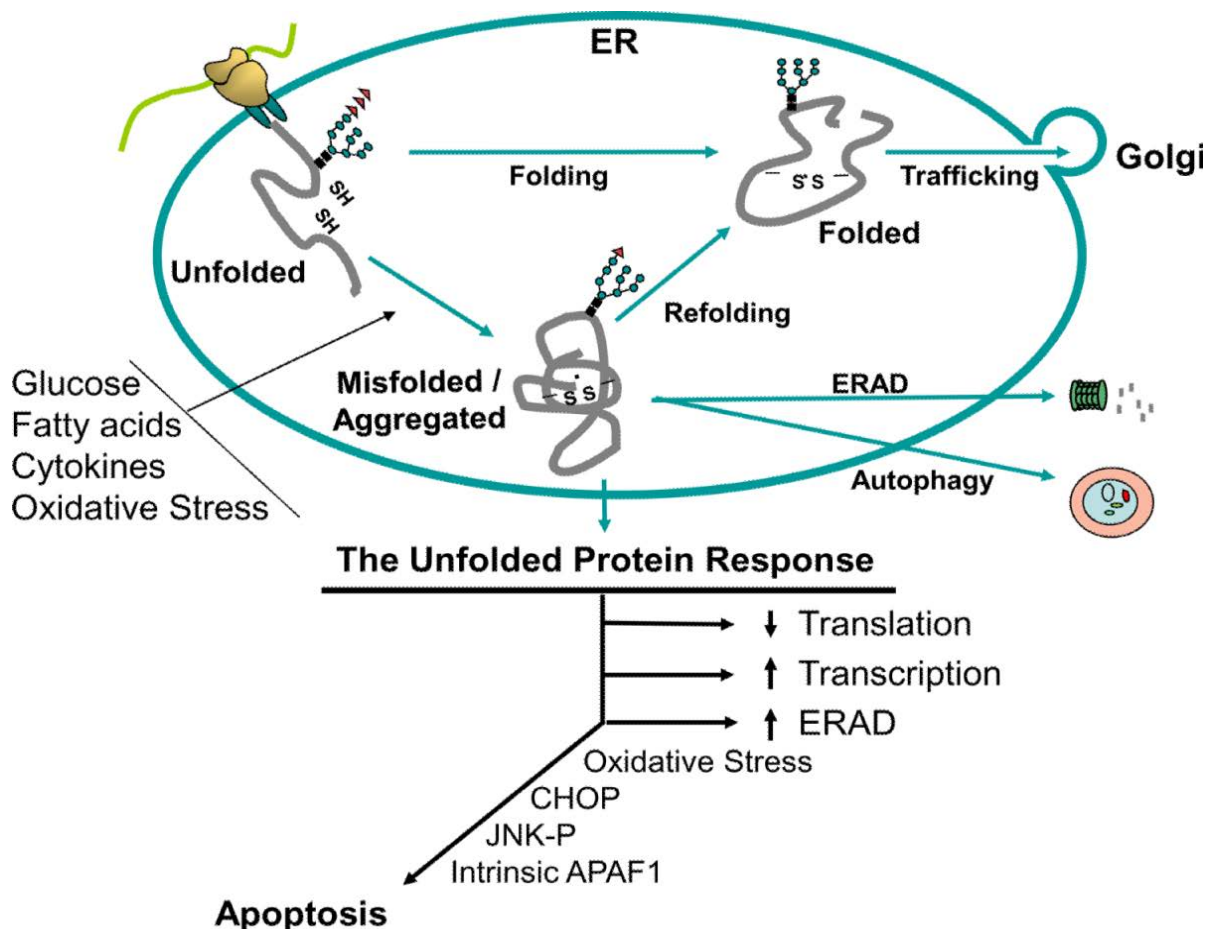 ER
Golgi
Folding
Trafficking
SH
SH
S S
Unfolded
Folded
Refolding
Glucose
Fatty acids
Cytokines
Oxidative Stress
Misfolded /
Aggregated
S S
ERAD
Autophagy
The Unfolded Protein Response
Translation
Transcription
ERAD
Oxidative Stress
CHOP
JNK-P
Intrinsic APAF1
Apoptosis